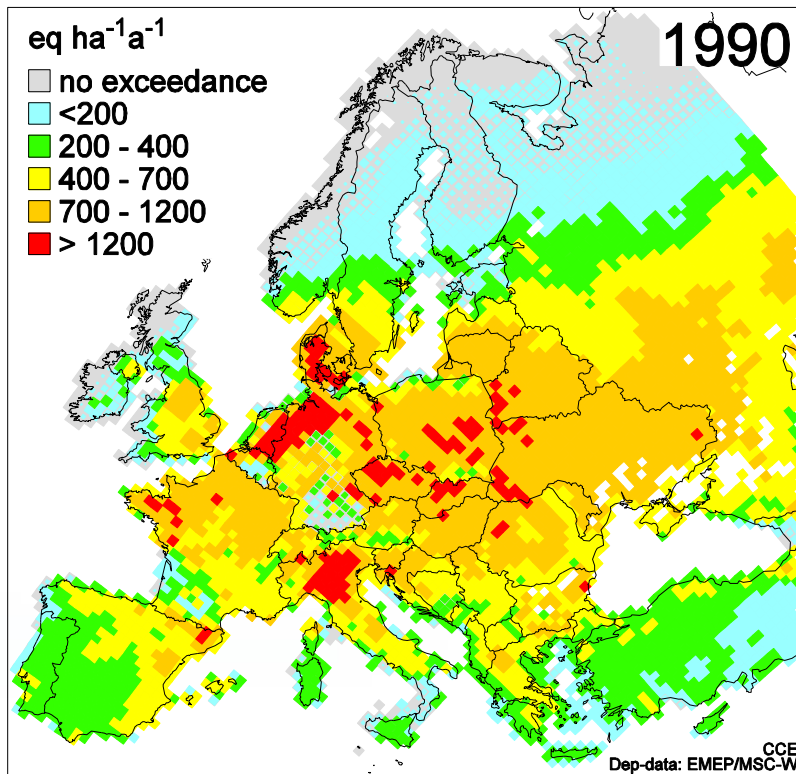 eq ha⁻¹a⁻¹
1990
no exceedance
<200
200 - 400
400 - 700
700 - 1200
> 1200
CCE
Dep-data: EMEP/MSC-W